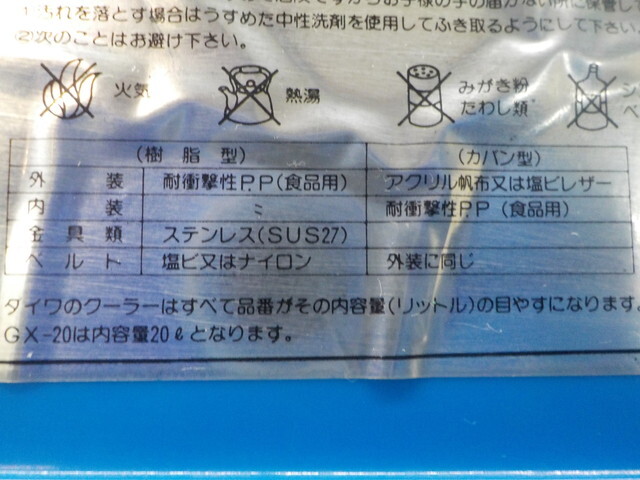 汚れを落とす場合はうすめた中性洗剤を使用してふき取るようにして下さい。
(2)次のことはお避け下さい。
火気
熱湯
みがき粉
たわし類
(樹脂型)
(カバン型)
外装 耐衝撃性P.P(食品用) アクリル帆布又は塩ビレザー
内装 ミ 耐衝撃性P.P(食品用)
金具類 ステンレス(SUS27)
ベルト 塩ビ又はナイロン 外装に同じ
ダイワのクーラーはすべて品番がその内容量(リットル)の目やすになります。
GX-20は内容量20ℓとなります。